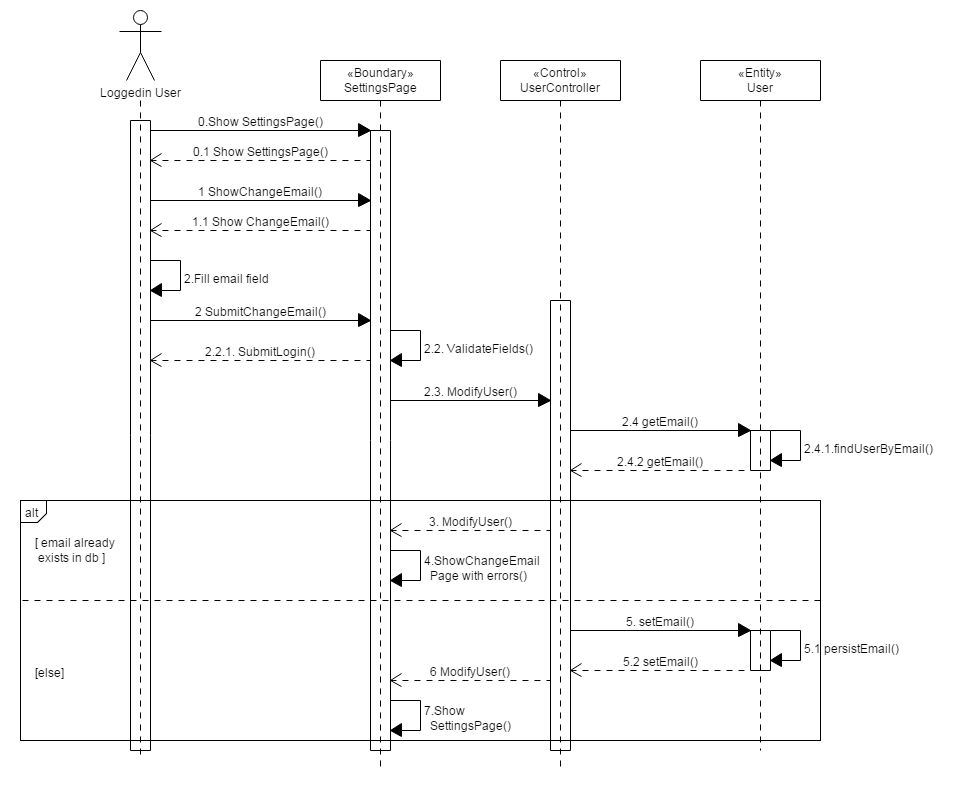 Loggedin User
«Boundary»
SettingsPage
«Control»
UserController
«Entity»
User
0.Show SettingsPage()
0.1 Show SettingsPage()
1 ShowChangeEmail()
1.1 Show ChangeEmail()
2.Fill email field
2 SubmitChangeEmail()
2.2. ValidateFields()
2.2.1. SubmitLogin()
2.3. ModifyUser()
2.4 getEmail()
2.4.1.findUserByEmail()
2.4.2 getEmail()
alt
3. ModifyUser()
[ email already
exists in db ]
4.ShowChangeEmail
Page with errors()
5. setEmail()
5.1 persistEmail()
5.2 setEmail()
[else]
6 ModifyUser()
7.Show
SettingsPage()